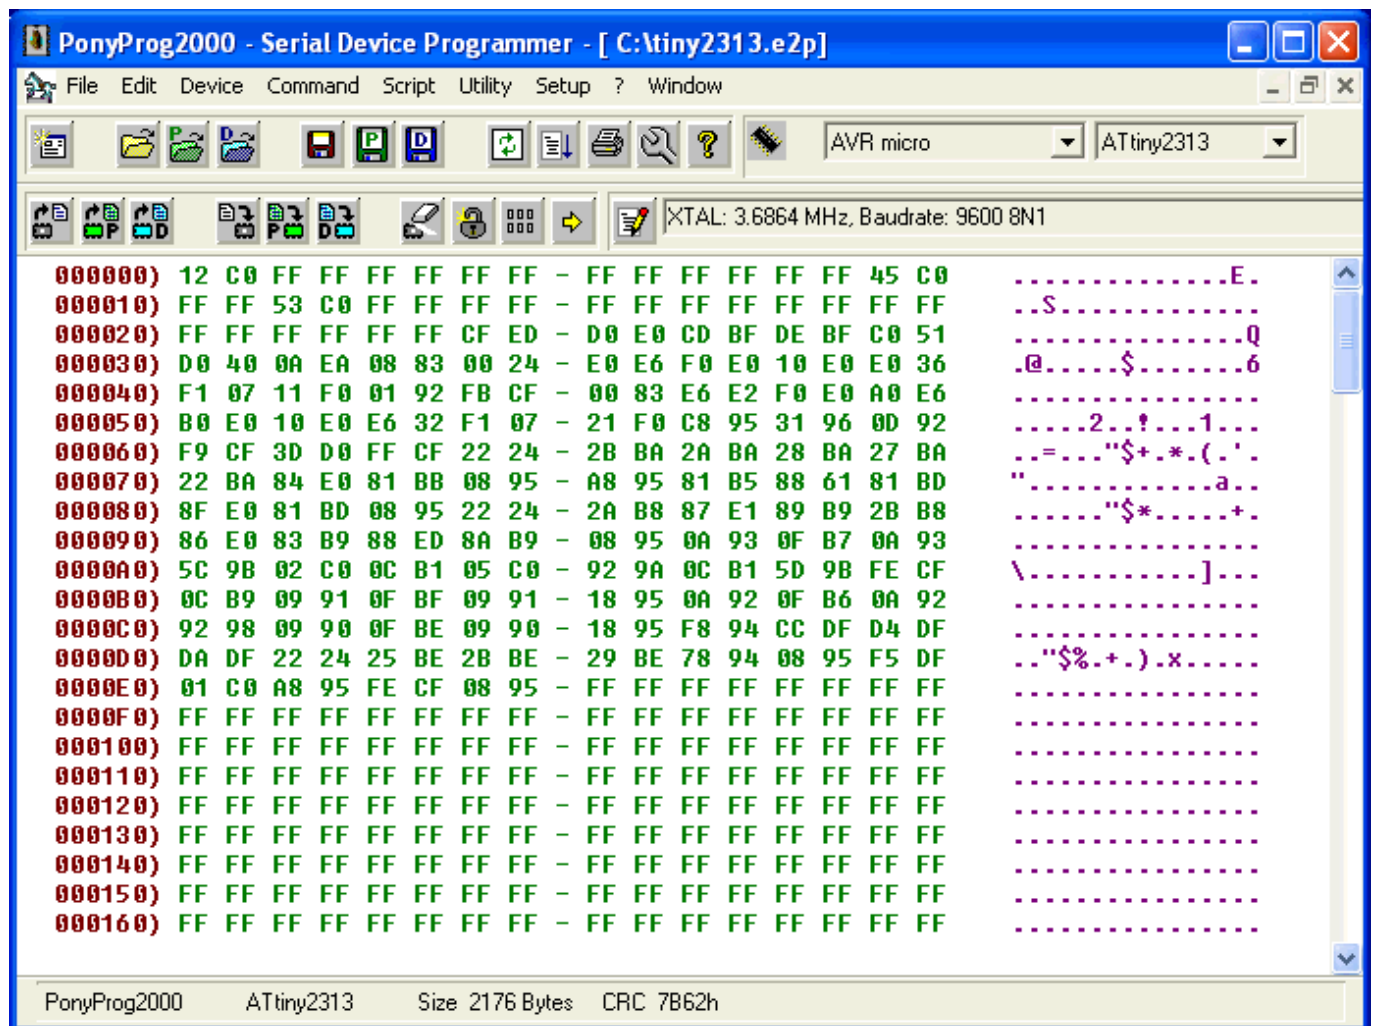 PonyProg2000 - Serial Device Programmer - [ C:\tiny2313.e2p]
File Edit Device Command Script Utility Setup ? Window
AVR micro ATtiny2313
XTAL: 3.6864 MHz, Baudrate: 9600 8N1
000000) 12 C0 FF FF FF FF FF FF - FF FF FF FF FF FF 45 C0 ..............E.
000010) FF FF 53 C0 FF FF FF FF - FF FF FF FF FF FF FF FF ..S.............
000020) FF FF FF FF FF FF CF ED - D0 E0 CD BF DE BF C0 51 ...............Q
000030) D0 40 0A EA 08 83 00 24 - E0 E6 F0 E0 10 E0 E0 36 .@.....$.......6
000040) F1 07 11 F0 01 92 FB CF - 00 83 E6 E2 F0 E0 A0 E6 ................
000050) B0 E0 10 E0 E6 32 F1 07 - 21 F0 C8 95 31 96 0D 92 .....2..!...1...
000060) F9 CF 3D D0 FF CF 22 24 - 2B BA 2A BA 28 BA 27 BA ..=..."$+.*.(.'.
000070) 22 BA 84 E0 81 BB 08 95 - A8 95 81 B5 88 61 81 BD ".............a..
000080) 8F E0 81 BD 08 95 22 24 - 2A B8 87 E1 89 B9 2B B8 ......"$*.....+.
000090) 86 E0 83 B9 88 ED 8A B9 - 08 95 0A 93 0F B7 0A 93 ................
0000A0) 5C 9B 02 C0 0C B1 05 C0 - 92 9A 0C B1 5D 9B FE CF \...........]...
0000B0) 0C B9 09 91 0F BF 09 91 - 18 95 0A 92 0F B6 0A 92 ................
0000C0) 92 98 09 90 0F BE 09 90 - 18 95 F8 94 CC DF D4 DF ................
0000D0) DA DF 22 24 25 BE 2B BE - 29 BE 78 94 08 95 F5 DF .."$%.+.).x.....
0000E0) 01 C0 A8 95 FE CF 08 95 - FF FF FF FF FF FF FF FF ................
0000F0) FF FF FF FF FF FF FF FF - FF FF FF FF FF FF FF FF ................
000100) FF FF FF FF FF FF FF FF - FF FF FF FF FF FF FF FF ................
000110) FF FF FF FF FF FF FF FF - FF FF FF FF FF FF FF FF ................
000120) FF FF FF FF FF FF FF FF - FF FF FF FF FF FF FF FF ................
000130) FF FF FF FF FF FF FF FF - FF FF FF FF FF FF FF FF ................
000140) FF FF FF FF FF FF FF FF - FF FF FF FF FF FF FF FF ................
000150) FF FF FF FF FF FF FF FF - FF FF FF FF FF FF FF FF ................
000160) FF FF FF FF FF FF FF FF - FF FF FF FF FF FF FF FF ................
PonyProg2000 ATtiny2313 Size 2176 Bytes CRC 7B62h